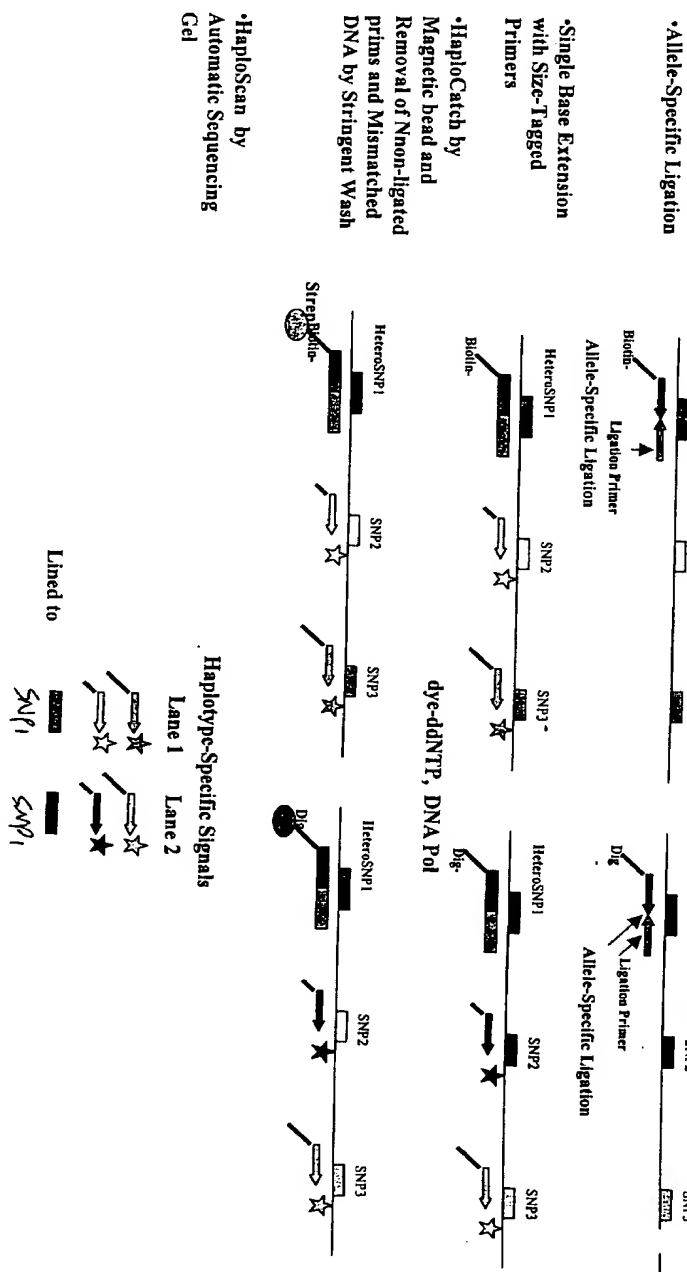 •Allele-Specific Ligation
•Single Base Extension
with Size-Tagged
Primers
•HaploCatch by
Magnetic bead and
Removal of Nnon-ligated
prims and Mismatched
DNA by Stringent Wash
•HaploScan by
Automatic Sequencing
Gel
Biotin-
Ligation Primer
Allele-Specific Ligation
SNP3
Dig
Ligation Primer
Allele-Specific Ligation
HeteroSNP1
SNP2
SNP3
Biotin-
dye-ddNTP, DNA Pol
HeteroSNP1
SNP2
SNP3
Dig-
HeteroSNP1
SNP2
SNP3
StrepBiotin-
HeteroSNP1
SNP2
SNP3
Dig
Haplotype-Specific Signals
Lane 1
Lane 2
Lined to
SNP1
SNP1